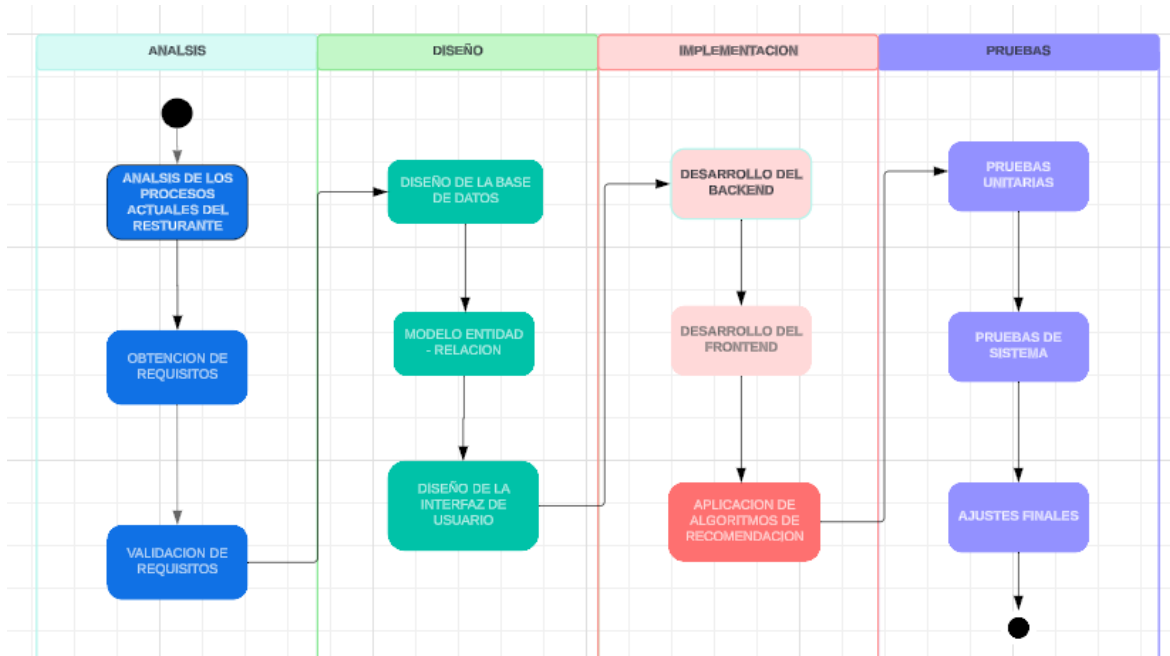 ANALSIS
DISEÑO
IMPLEMENTACION
PRUEBAS
ANALSIS DE LOS
PROCESOS
ACTUALES DEL
RESTURANTE
OBTENCION DE
REQUISITOS
VALIDACION DE
REQUISITOS
DISEÑO DE LA BASE
DE DATOS
MODELO ENTIDAD
- RELACION
DISEÑO DE LA
INTERFAZ DE
USUARIO
DESARROLLO DEL
BACKEND
DESARROLLO DEL
FRONTEND
APLICACION DE
ALGORITMOS DE
RECOMENDACION
PRUEBAS
UNITARIAS
PRUEBAS DE
SISTEMA
AJUSTES FINALES